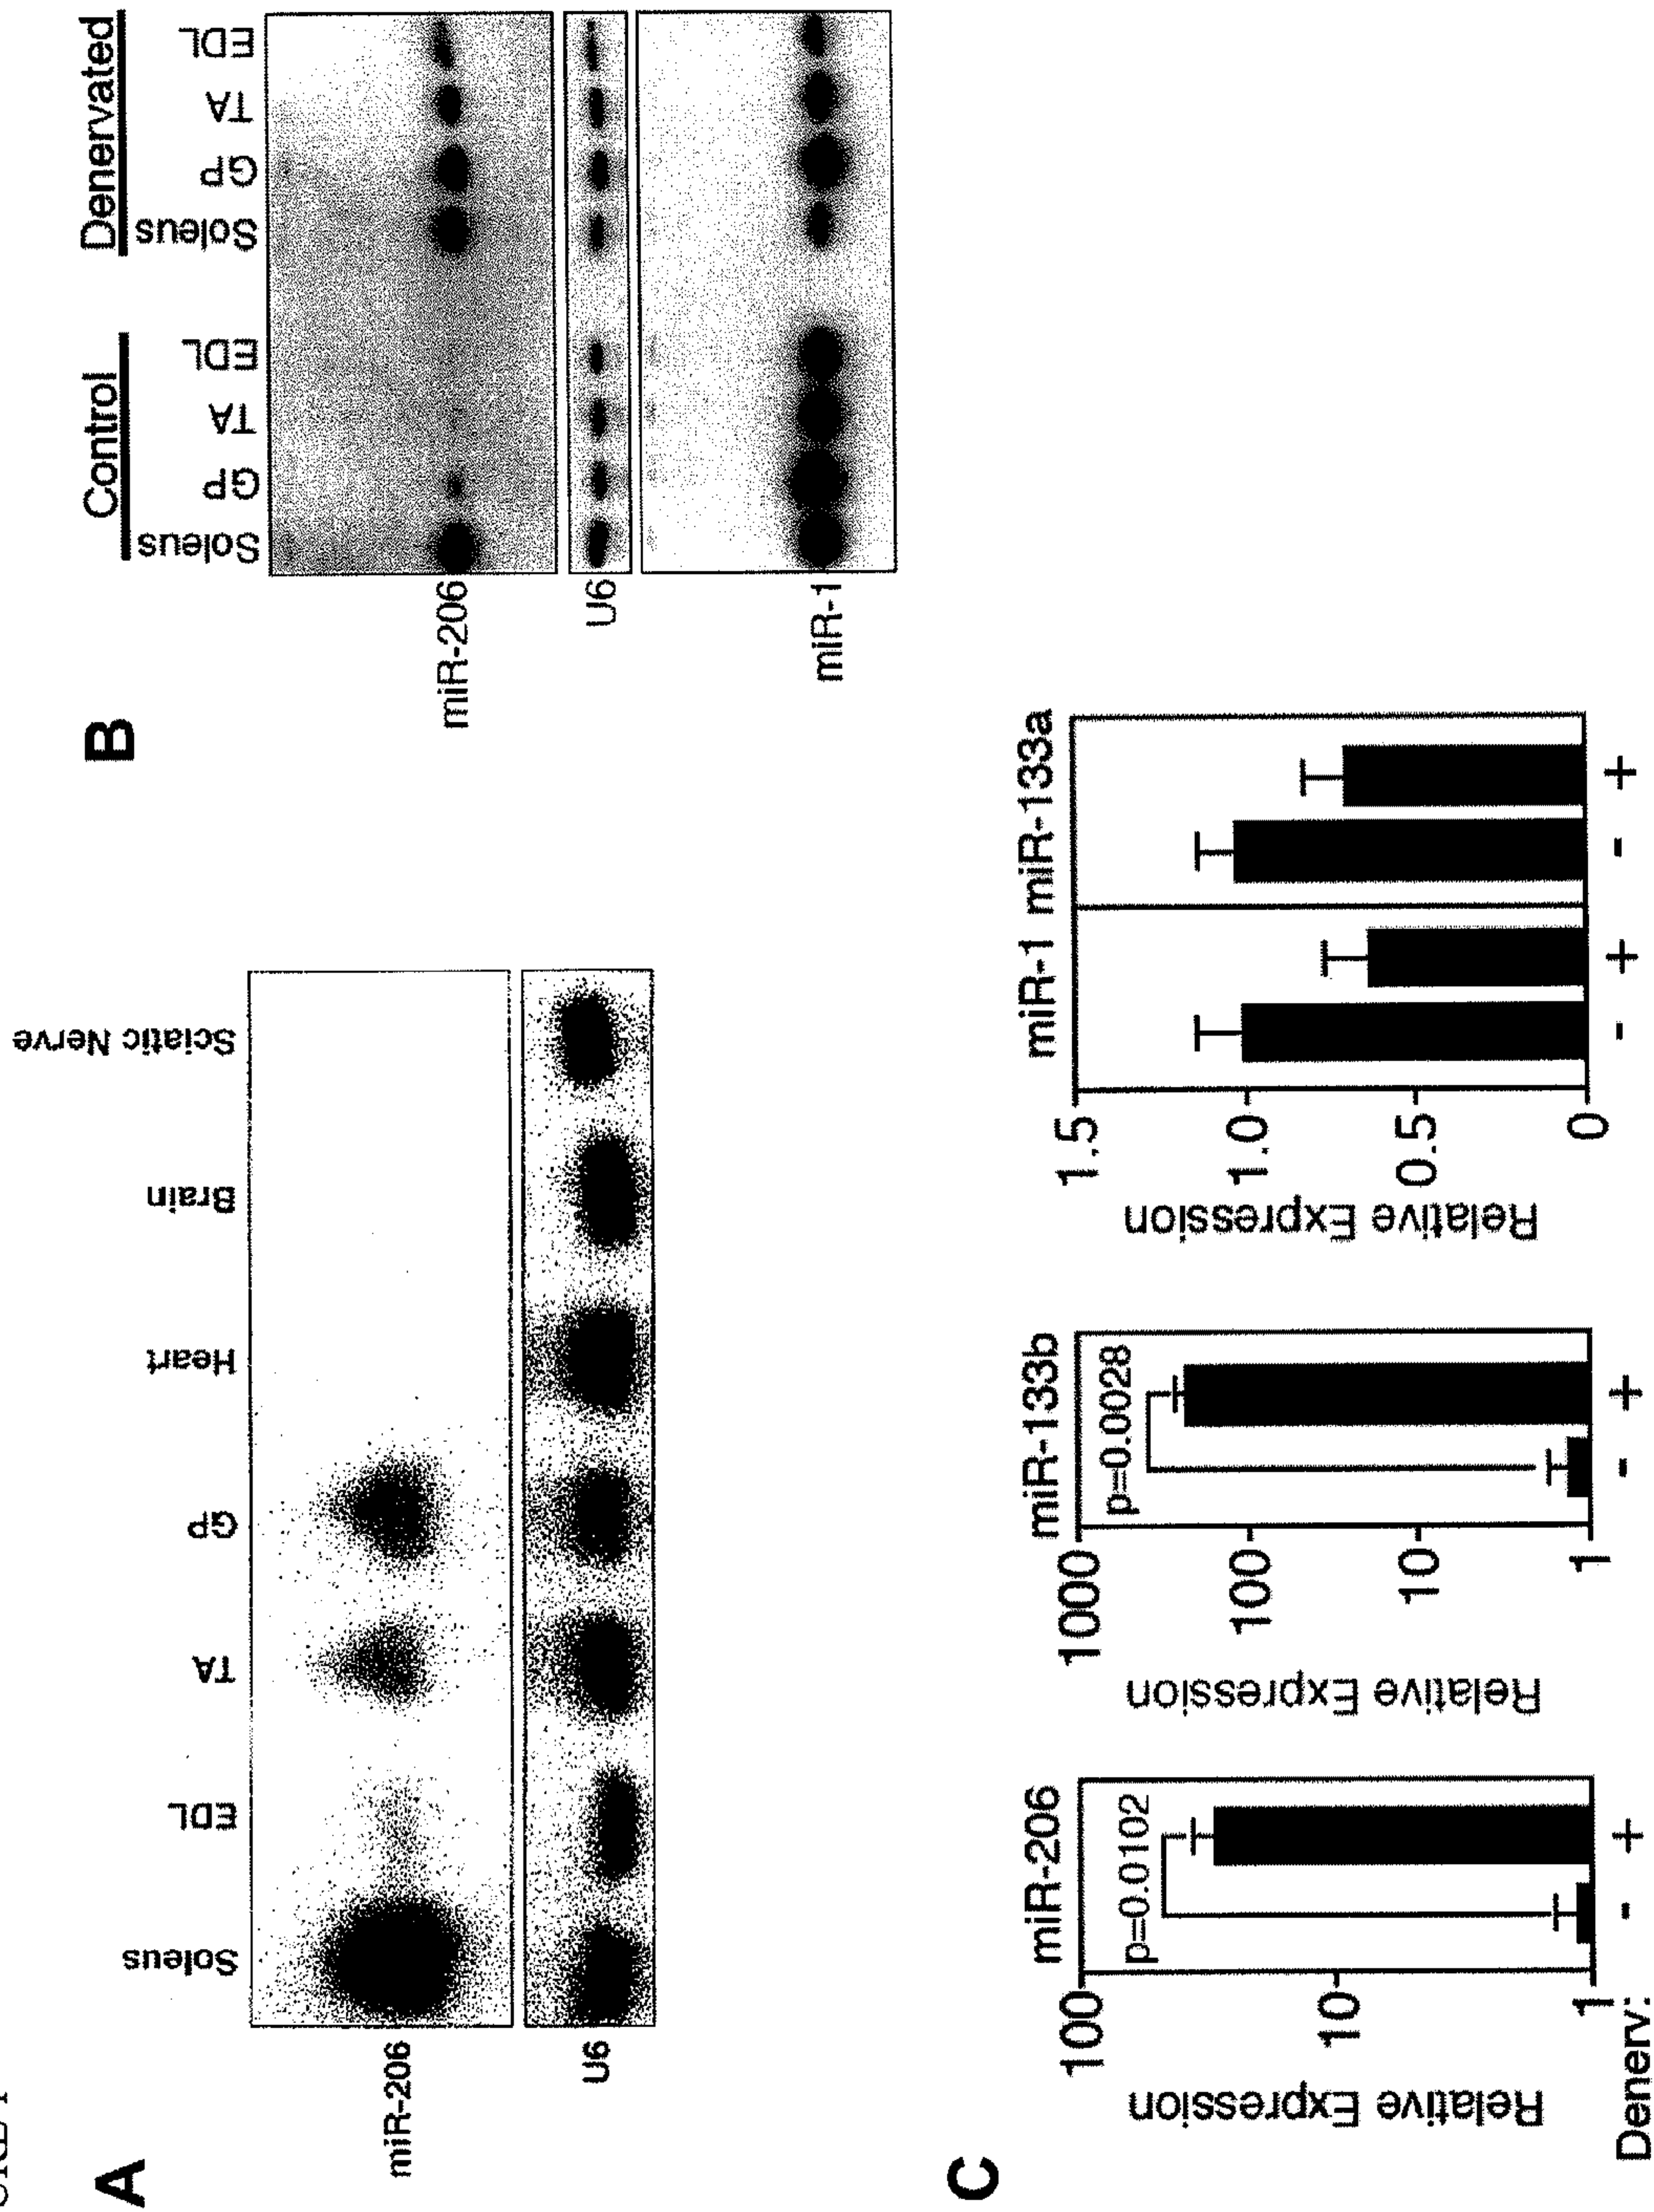 A
Soleus EDL TA GP Heart Brain Sciatic Nerve
miR-206
U6
B
Control Denervated
Soleus GP TA EDL Soleus GP TA EDL
miR-206
U6
miR-1
C
miR-206
Relative Expression
100
10
1
p=0.0102
Denerv: - +
miR-133b
Relative Expression
1000
100
10
1
p=0.0028
- +
miR-1 miR-133a
Relative Expression
1.5
1.0
0.5
0
- + - +